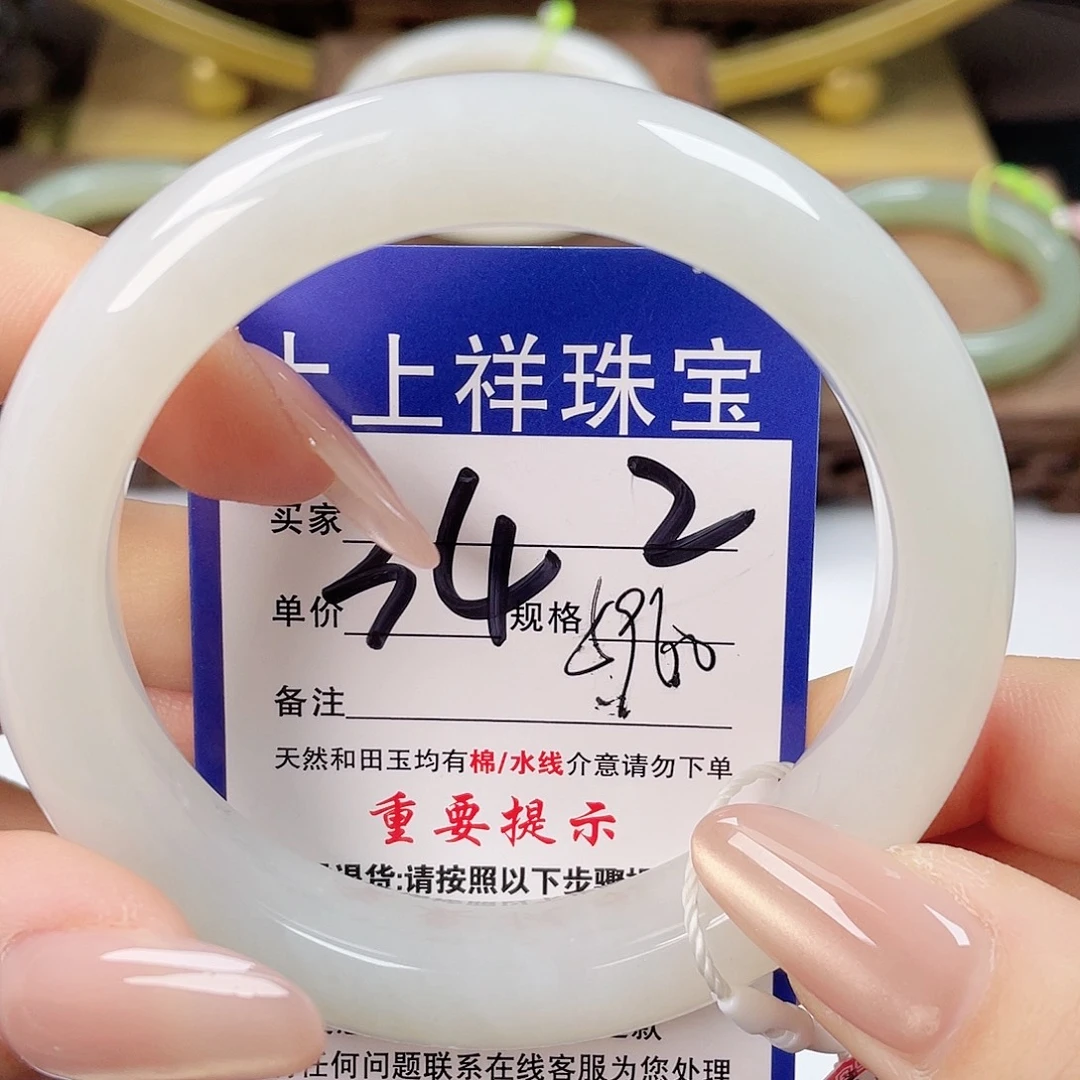 上祥珠宝
买家
2
单价 34 规格
备注
天然和田玉均有棉/水线介意请勿下单
重要提示
退货:请按照以下步骤
任何问题联系在线客服为您处理